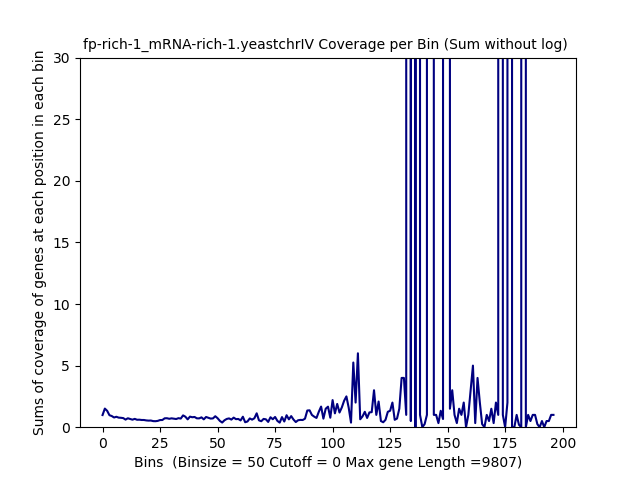 fp-rich-1_mRNA-rich-1.yeastchrIV Coverage per Bin (Sum without log)
Sums of coverage of genes at each position in each bin
30
25
20
15
10
5
0
0 25 50 75 100 125 150 175 200
Bins  (Binsize = 50 Cutoff = 0 Max gene Length =9807)